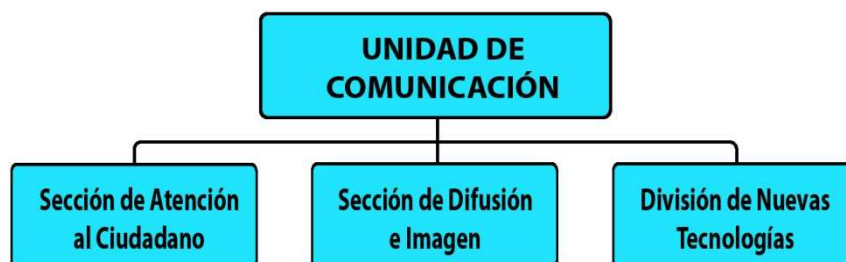 UNIDAD DE
COMUNICACIÓN
Sección de Atención
al Ciudadano
Sección de Difusión
e Imagen
División de Nuevas
Tecnologías